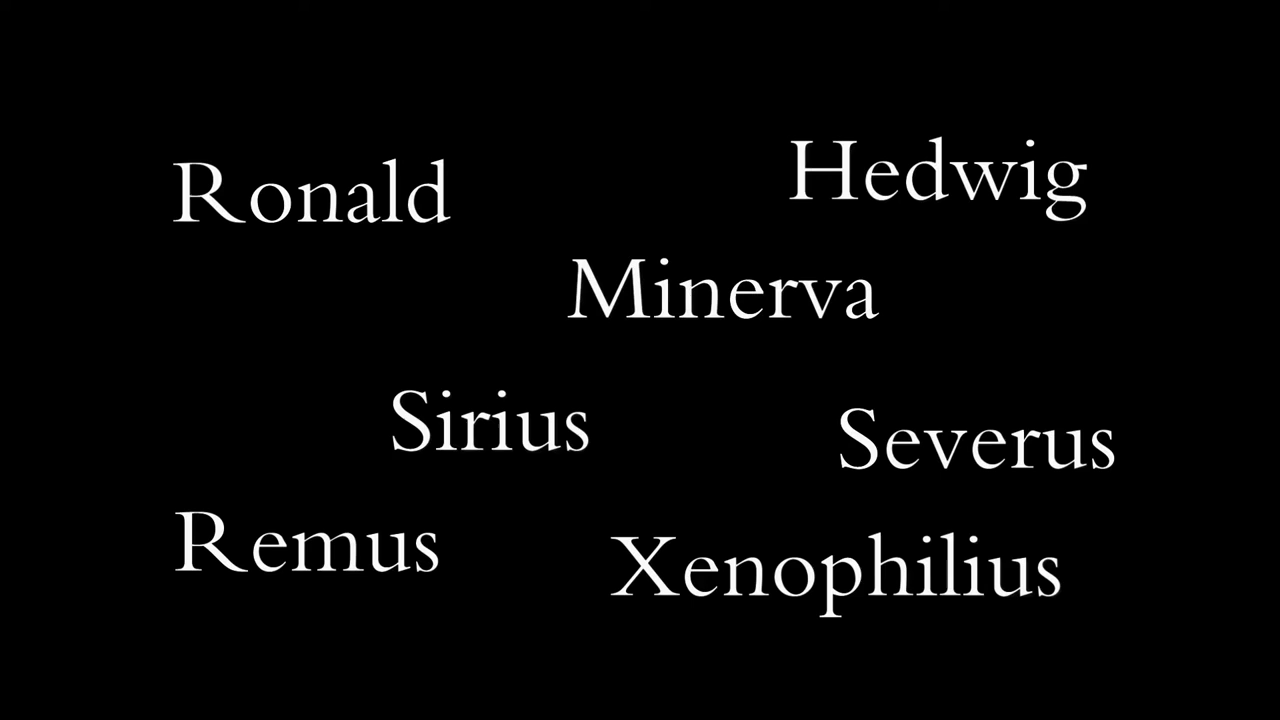 Ronald
Hedwig
Minerva
Sirius
Severus
Remus
Xenophilius